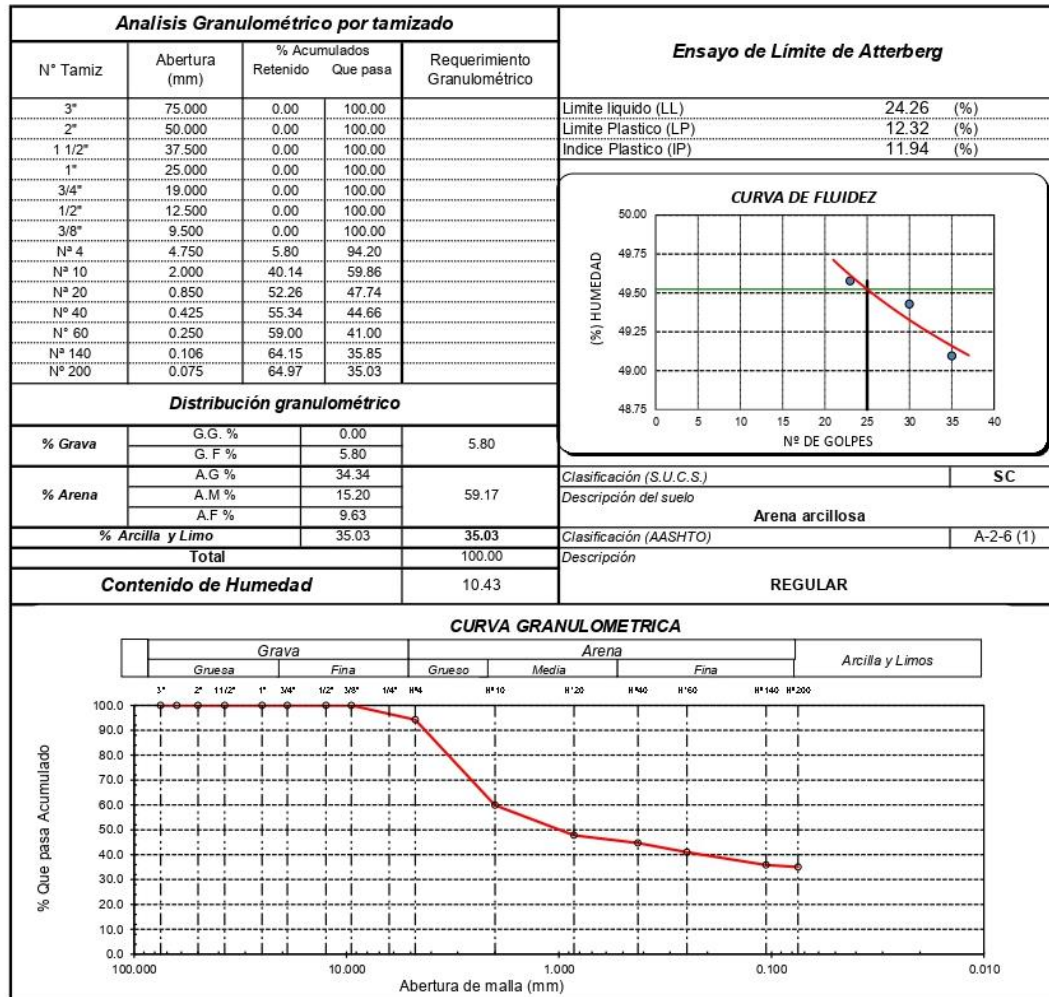 Analisis Granulométrico por tamizado
N° Tamiz Abertura (mm) % Acumulados Retenido Que pasa Requerimiento Granulométrico
3" 75.000 0.00 100.00
2" 50.000 0.00 100.00
1 1/2" 37.500 0.00 100.00
1" 25.000 0.00 100.00
3/4" 19.000 0.00 100.00
1/2" 12.500 0.00 100.00
3/8" 9.500 0.00 100.00
Nª 4 4.750 5.80 94.20
Nª 10 2.000 40.14 59.86
Nª 20 0.850 52.26 47.74
Nº 40 0.425 55.34 44.66
N° 60 0.250 59.00 41.00
Nª 140 0.106 64.15 35.85
Nº 200 0.075 64.97 35.03
Distribución granulométrico
% Grava G.G. % 0.00 5.80
G. F % 5.80
% Arena A.G % 34.34 59.17
A.M % 15.20
A.F % 9.63
% Arcilla y Limo 35.03 35.03
Total 100.00
Contenido de Humedad 10.43
Ensayo de Límite de Atterberg
Limite liquido (LL) 24.26 (%)
Limite Plastico (LP) 12.32 (%)
Indice Plastico (IP) 11.94 (%)
CURVA DE FLUIDEZ
(%) HUMEDAD
50.00
49.75
49.50
49.25
49.00
48.75
0 5 10 15 20 25 30 35 40
Nº DE GOLPES
Clasificación (S.U.C.S.) SC
Descripción del suelo
Arena arcillosa
Clasificación (AASHTO) A-2-6 (1)
Descripción
REGULAR
CURVA GRANULOMETRICA
Grava Arena Arcilla y Limos
Gruesa Fina Grueso Media Fina
3" 2" 11/2" 1" 3/4" 1/2" 3/8" 1/4" Nª4 Nª10 N°20 Nª40 N°60 Nª140 Nª200
% Que pasa Acumulado
100.0
90.0
80.0
70.0
60.0
50.0
40.0
30.0
20.0
10.0
0.0
100.000 10.000 1.000 0.100 0.010
Abertura de malla (mm)